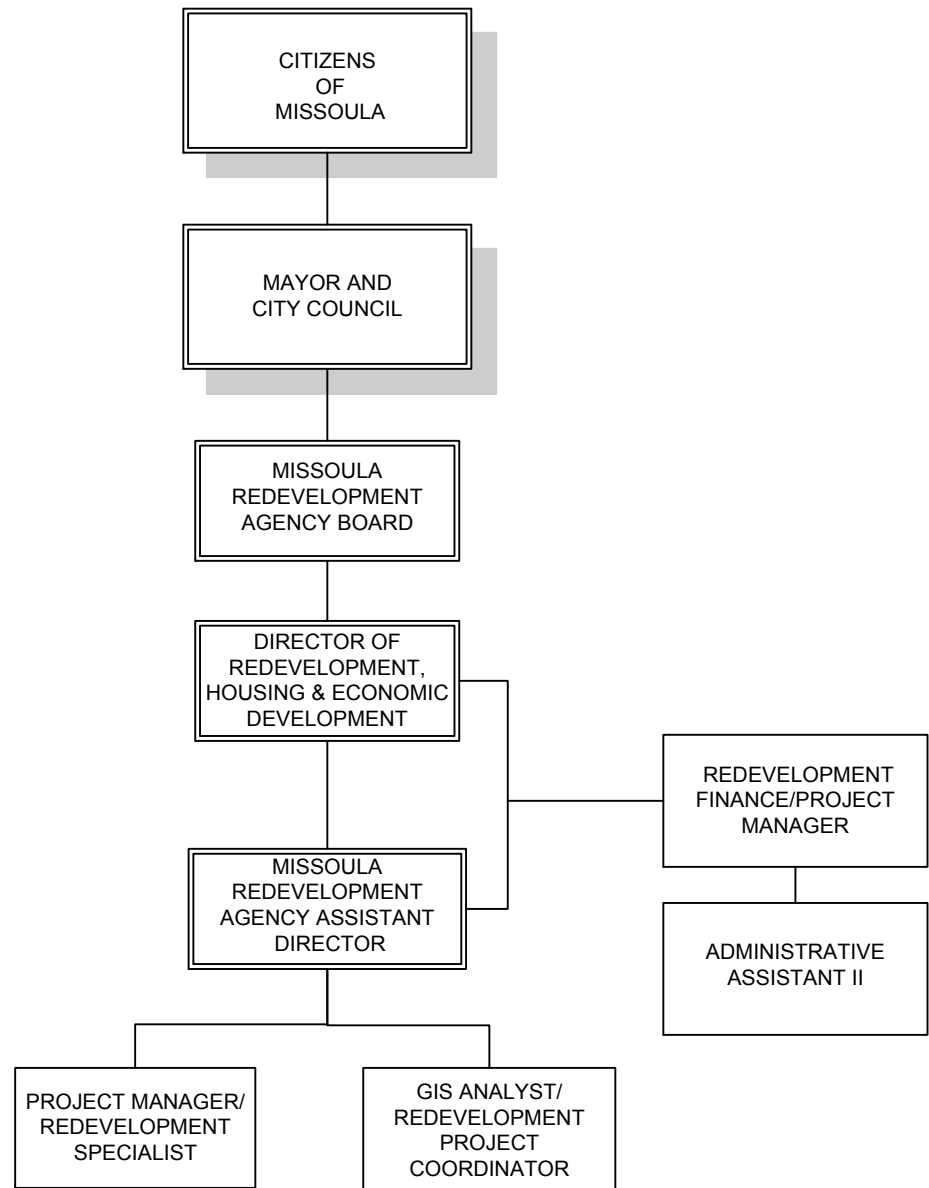 CITIZENS
OF
MISSOULA
MAYOR AND
CITY COUNCIL
MISSOULA
REDEVELOPMENT
AGENCY BOARD
DIRECTOR OF
REDEVELOPMENT,
HOUSING & ECONOMIC
DEVELOPMENT
REDEVELOPMENT
FINANCE/PROJECT
MANAGER
MISSOULA
REDEVELOPMENT
AGENCY ASSISTANT
DIRECTOR
ADMINISTRATIVE
ASSISTANT II
PROJECT MANAGER/
REDEVELOPMENT
SPECIALIST
GIS ANALYST/
REDEVELOPMENT
PROJECT
COORDINATOR